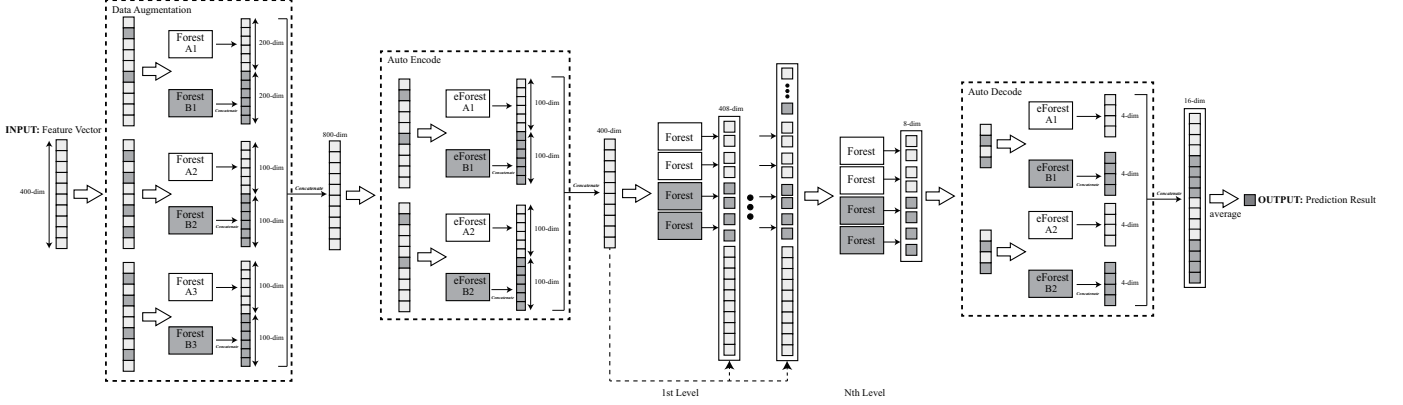 INPUT: Feature Vector
400-dim
Data Augmentation
Forest
A1
200-dim
Forest
B1
Concatenate
200-dim
Forest
A2
100-dim
Forest
B2
Concatenate
100-dim
Forest
A3
100-dim
Forest
B3
Concatenate
100-dim
Concatenate
800-dim
Auto Encode
eForest
A1
100-dim
eForest
B1
Concatenate
100-dim
eForest
A2
100-dim
eForest
B2
Concatenate
100-dim
Concatenate
400-dim
Forest
Forest
Forest
Forest
408-dim
1st Level
Forest
Forest
Forest
Forest
8-dim
Nth Level
Auto Decode
eForest
A1
4-dim
eForest
B1
Concatenate
4-dim
eForest
A2
4-dim
eForest
B2
Concatenate
4-dim
Concatenate
16-dim
average
OUTPUT: Prediction Result